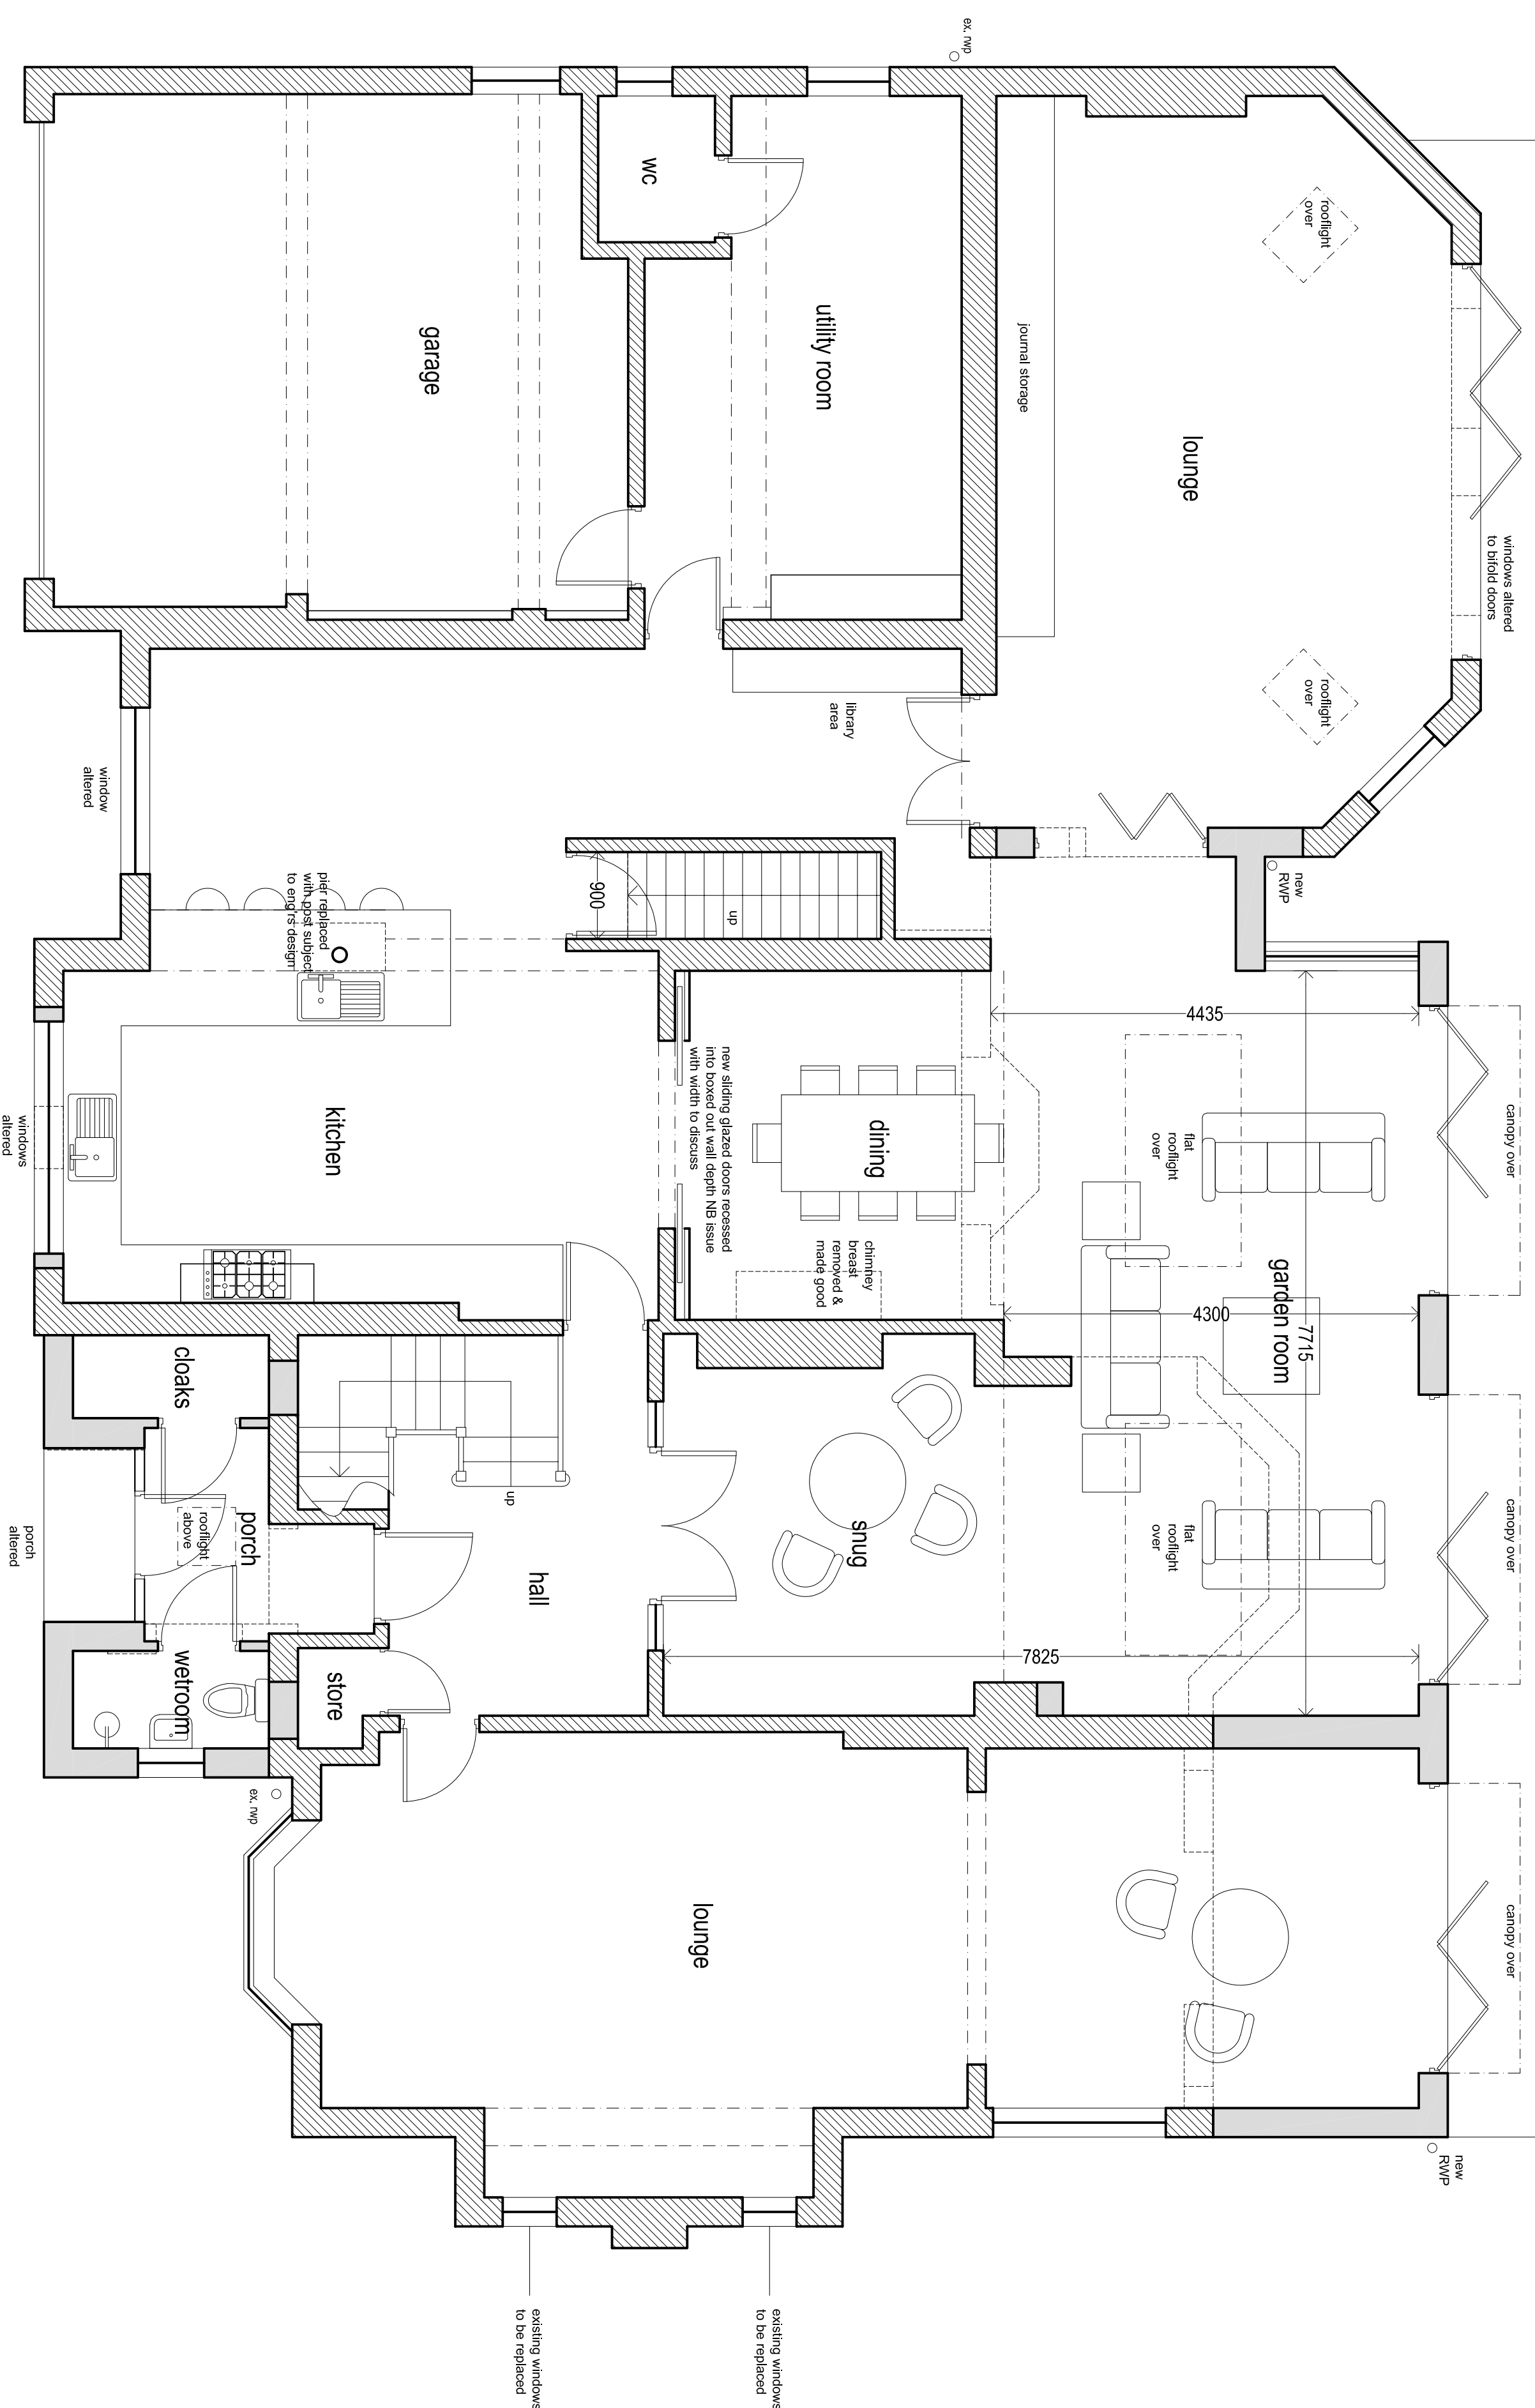 ex. rwp
wc
rooflight
over
garage
utility room
journal storage
lounge
windows altered
to bifold doors
rooflight
over
library
area
window
altered
new
RWP
pier replaced
with post subject
to eng'rs design
900
up
4435
new sliding glazed doors recessed
into boxed out wall depth NB issue
with width to discuss
kitchen
dining
flat
rooflight
over
canopy over
windows
altered
chimney
breast
removed &
made good
garden room
4300
7715
cloaks
up
porch
rooflight
above
porch
altered
hall
snug
flat
rooflight
over
canopy over
wetroom
store
7825
ex. rwp
lounge
canopy over
new
RWP
existing windows
to be replaced
existing windows
to be replaced